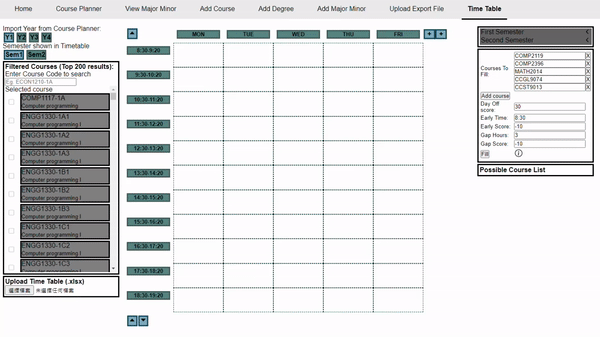 Home Course Planner View Major Minor Add Course Add Degree Add Major Minor Upload Export File Time Table
Import Year from Course Planner:
Y1 Y2 Y3 Y4
Semester shown in Timetable
Sem1 Sem2
Filtered Courses (Top 200 results):
Enter Course Code to search
Eg. ECON1210-1A
Selected course
COMP1117-1A
Computer programming
ENGG1330-1A1
Computer programming I
ENGG1330-1A2
Computer programming I
ENGG1330-1A3
Computer programming I
ENGG1330-1B1
Computer programming I
ENGG1330-1B2
Computer programming I
ENGG1330-1B3
Computer programming I
ENGG1330-1C1
Computer programming I
ENGG1330-1C2
Computer programming I
ENGG1330-1C3
Computer programming I
Upload Time Table (.xlsx)
選擇檔案 未選擇任何檔案
MON TUE WED THU FRI + +
8:30-9:20
9:30-10:20
10:30-11:20
11:30-12:20
12:30-13:20
13:30-14:20
14:30-15:20
15:30-16:20
16:30-17:20
17:30-18:20
18:30-19:20
First Semester
Second Semester
Courses To Fill
COMP2119 X
COMP2396 X
MATH2014 X
CCGL9074 X
CCST9013 X
Add course
Day Off score: 30
Early Time: 8:30
Early Score: -10
Gap Hours: 3
Gap Score: -10
Fill
Possible Course List